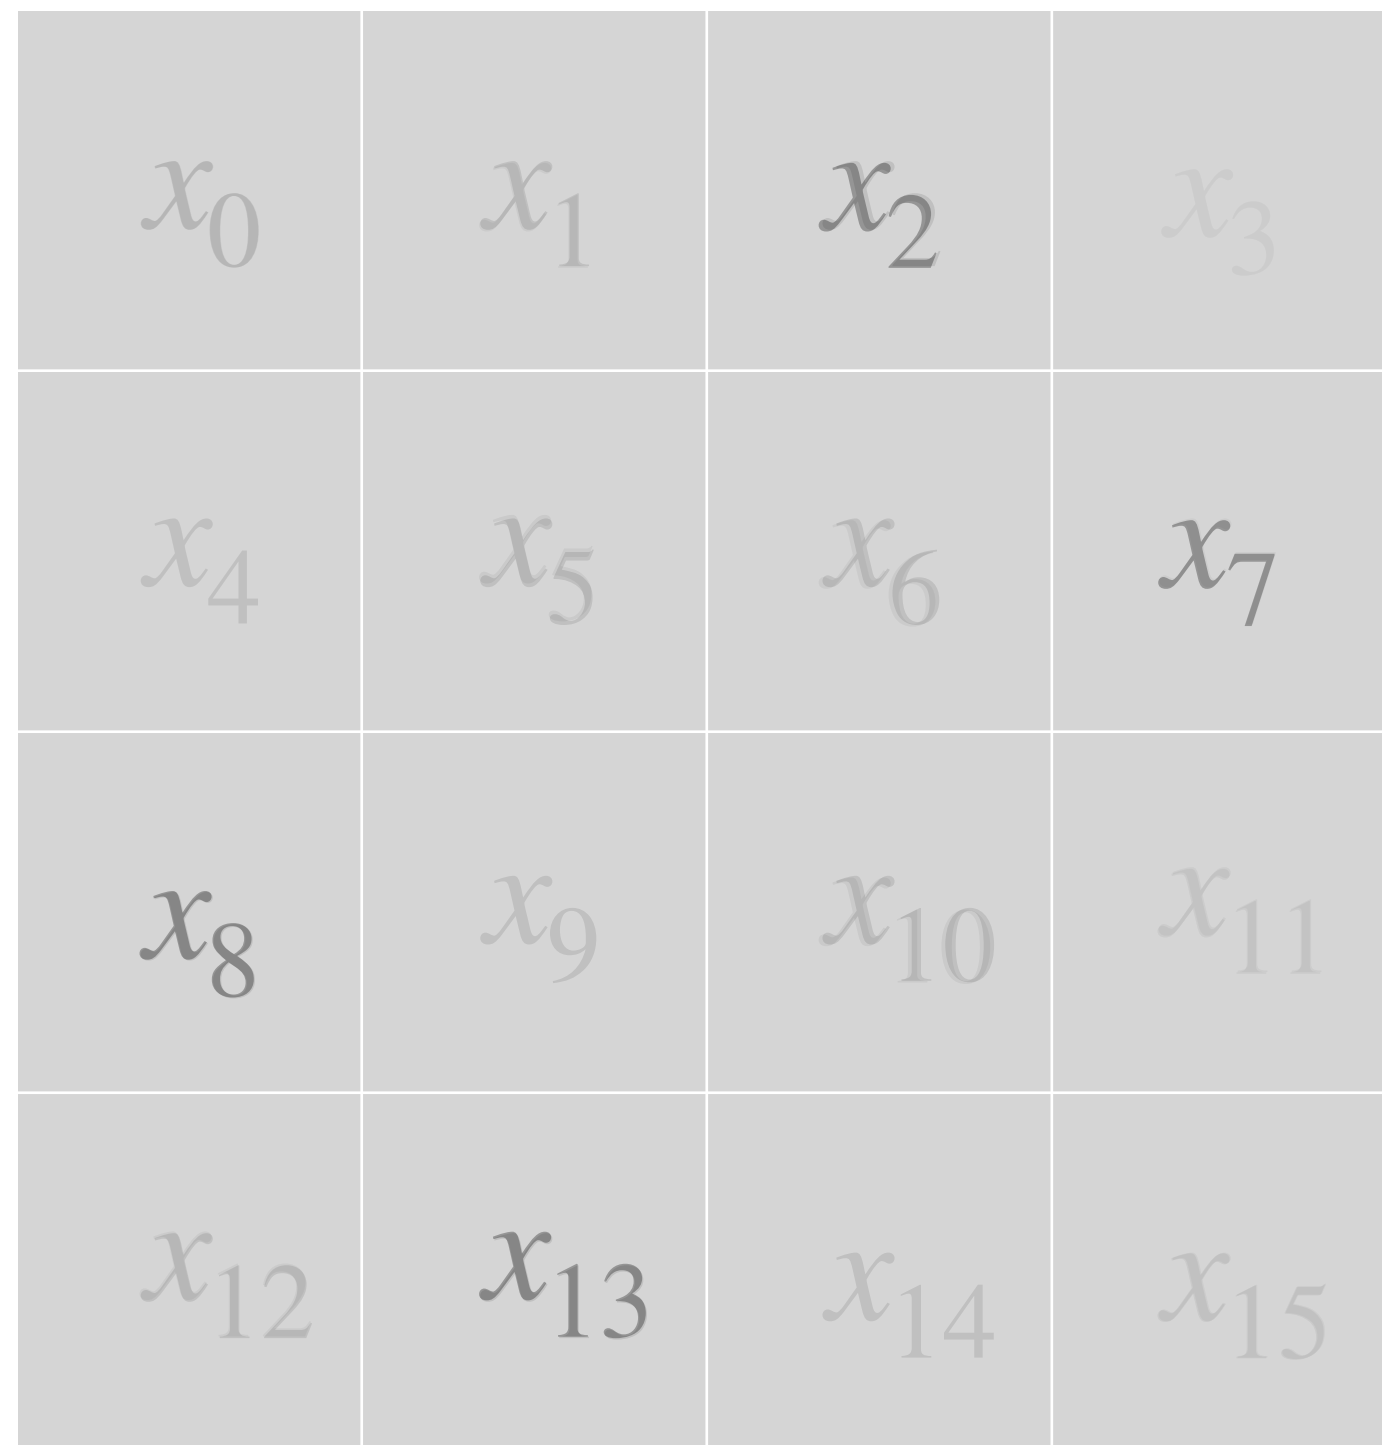 x₀ x₁ x₂ x₃
x₄ x₅ x₆ x₇
x₈ x₉ x₁₀ x₁₁
x₁₂ x₁₃ x₁₄ x₁₅